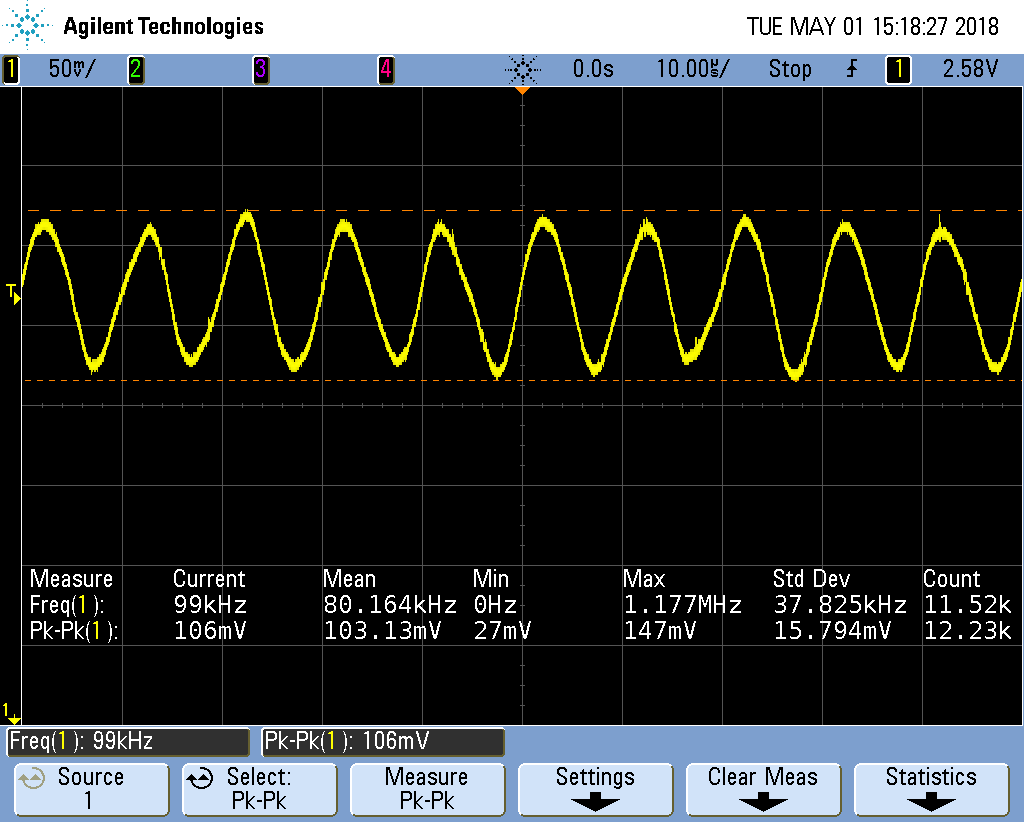 Agilent Technologies TUE MAY 01 15:18:27 2018
1 50mV/ 2 3 4 0.0s 10.00us/ Stop 1 2.58V
T
Measure Current Mean Min Max Std Dev Count
Freq(1): 99kHz 80.164kHz 0Hz 1.177MHz 37.825kHz 11.52k
Pk-Pk(1): 106mV 103.13mV 27mV 147mV 15.794mV 12.23k
1
Freq(1): 99kHz Pk-Pk(1): 106mV
Source Select: Measure Settings Clear Meas Statistics
1 Pk-Pk Pk-Pk